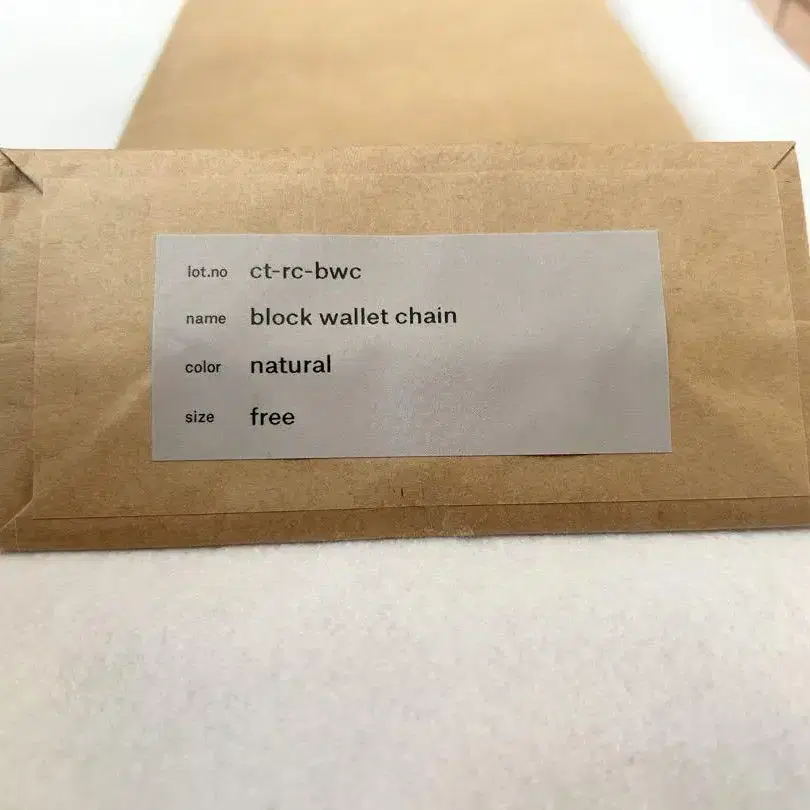 lot.no ct-rc-bwc
name block wallet chain
color natural
size free